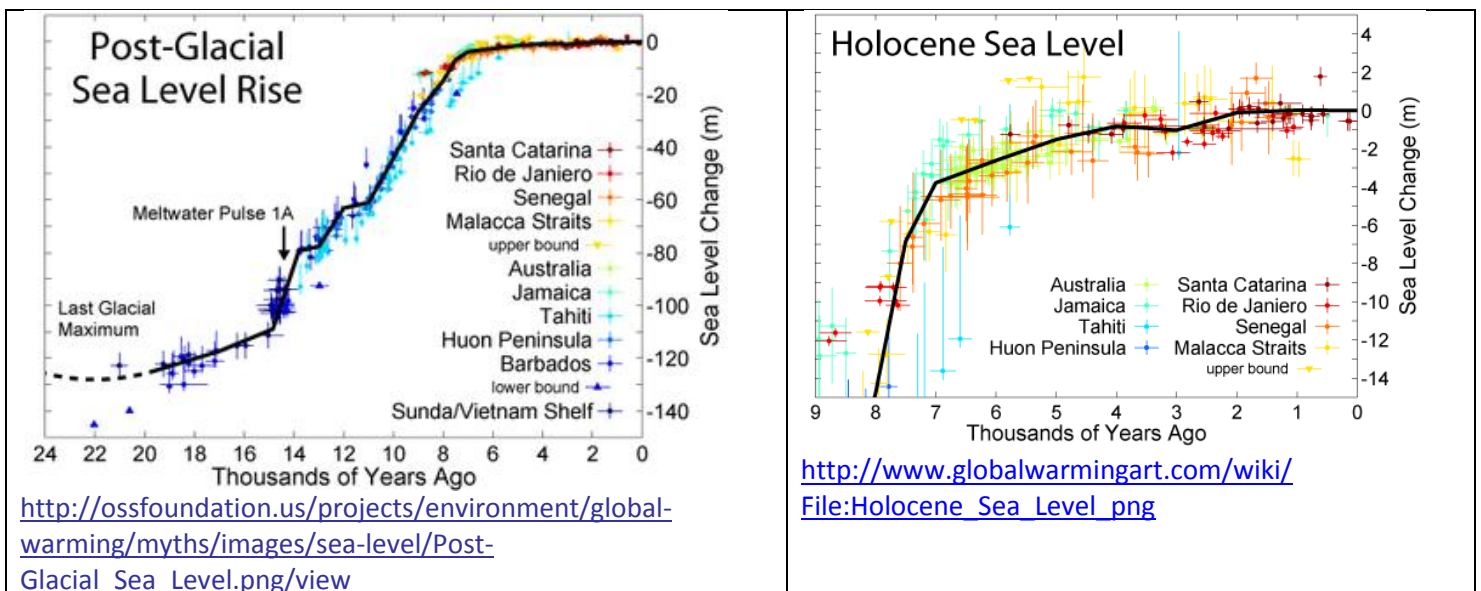 Post-Glacial
Sea Level Rise
0
-20
-40
-60
-80
-100
-120
-140
Sea Level Change (m)
Santa Catarina
Rio de Janiero
Senegal
Malacca Straits
upper bound
Australia
Jamaica
Tahiti
Huon Peninsula
Barbados
lower bound
Sunda/Vietnam Shelf
Meltwater Pulse 1A
Last Glacial
Maximum
24 22 20 18 16 14 12 10 8 6 4 2 0
Thousands of Years Ago
http://ossfoundation.us/projects/environment/global-
warming/myths/images/sea-level/Post-
Glacial_Sea_Level.png/view
Holocene Sea Level
4
2
0
-2
-4
-6
-8
-10
-12
-14
Sea Level Change (m)
Australia Santa Catarina
Jamaica Rio de Janiero
Tahiti Senegal
Huon Peninsula Malacca Straits
upper bound
9 8 7 6 5 4 3 2 1 0
Thousands of Years Ago
http://www.globalwarmingart.com/wiki/
File:Holocene_Sea_Level_png